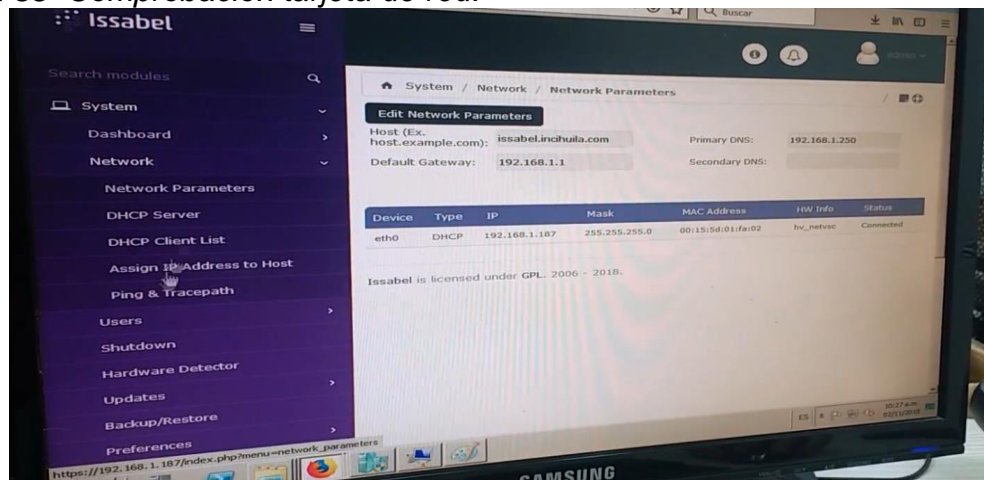 Comprobación tarjeta de red.
Issabel
Buscar
Search modules
admin
System
Dashboard
Network
Network Parameters
DHCP Server
DHCP Client List
Assign IP Address to Host
Ping & Tracepath
Users
Shutdown
Hardware Detector
Updates
Backup/Restore
Preferences
System / Network / Network Parameters
Edit Network Parameters
Host (Ex. host.example.com): issabel.incihuila.com Primary DNS: 192.168.1.250
Default Gateway: 192.168.1.1 Secondary DNS:
Device Type IP Mask MAC Address HW Info Status
eth0 DHCP 192.168.1.187 255.255.255.0 00:15:5d:01:fa:02 hv_netvsc Connected
Issabel is licensed under GPL. 2006 - 2018.
https://192.168.1.187/index.php?menu=network_parameters
ES
SAMSUNG